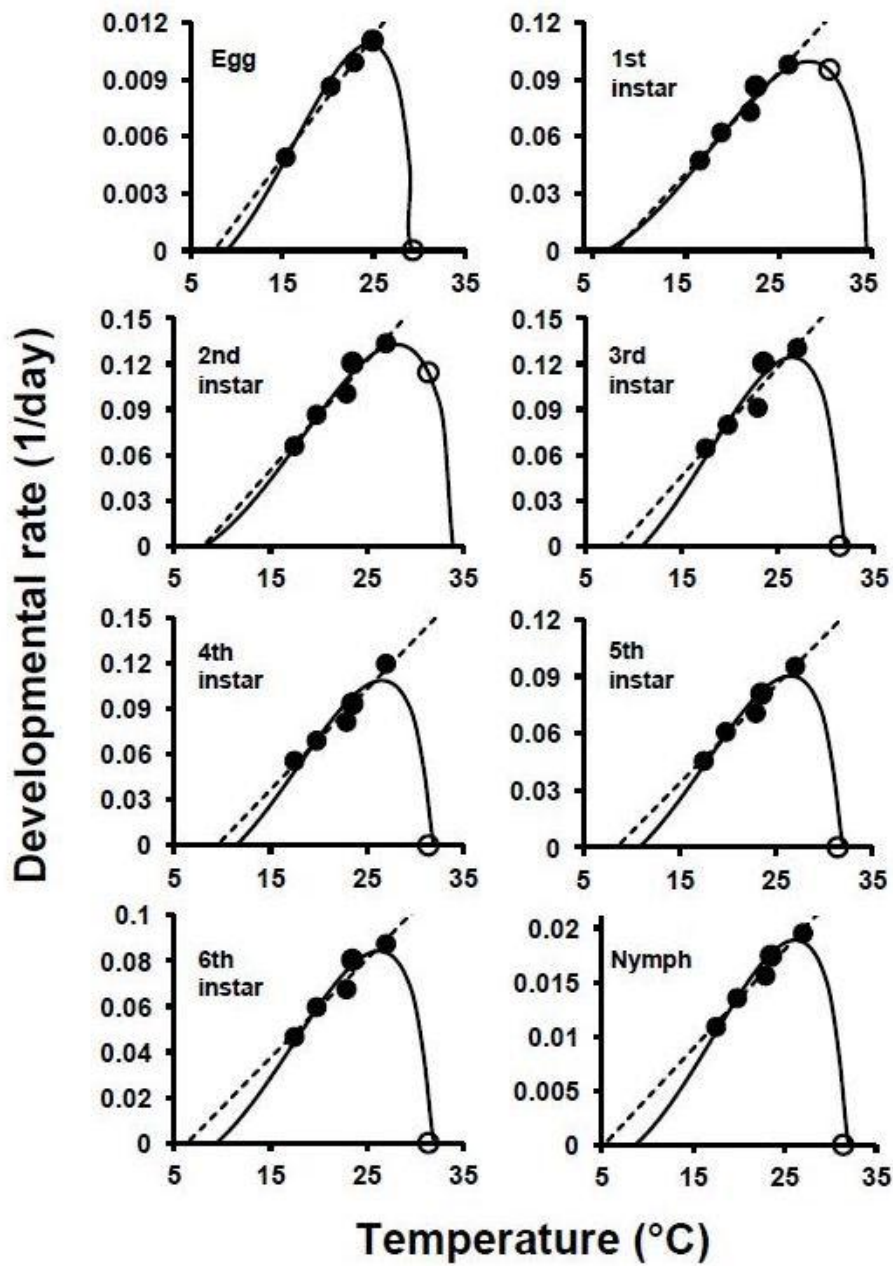 Developmental rate (1/day)
0.012
0.009
0.006
0.003
0
Egg
5 15 25 35
0.12
0.09
0.06
0.03
0
1st
instar
5 15 25 35
0.15
0.12
0.09
0.06
0.03
0
2nd
instar
5 15 25 35
0.15
0.12
0.09
0.06
0.03
0
3rd
instar
5 15 25 35
0.15
0.12
0.09
0.06
0.03
0
4th
instar
5 15 25 35
0.12
0.09
0.06
0.03
0
5th
instar
5 15 25 35
0.1
0.08
0.06
0.04
0.02
0
6th
instar
5 15 25 35
0.02
0.015
0.01
0.005
0
Nymph
5 15 25 35
Temperature (°C)